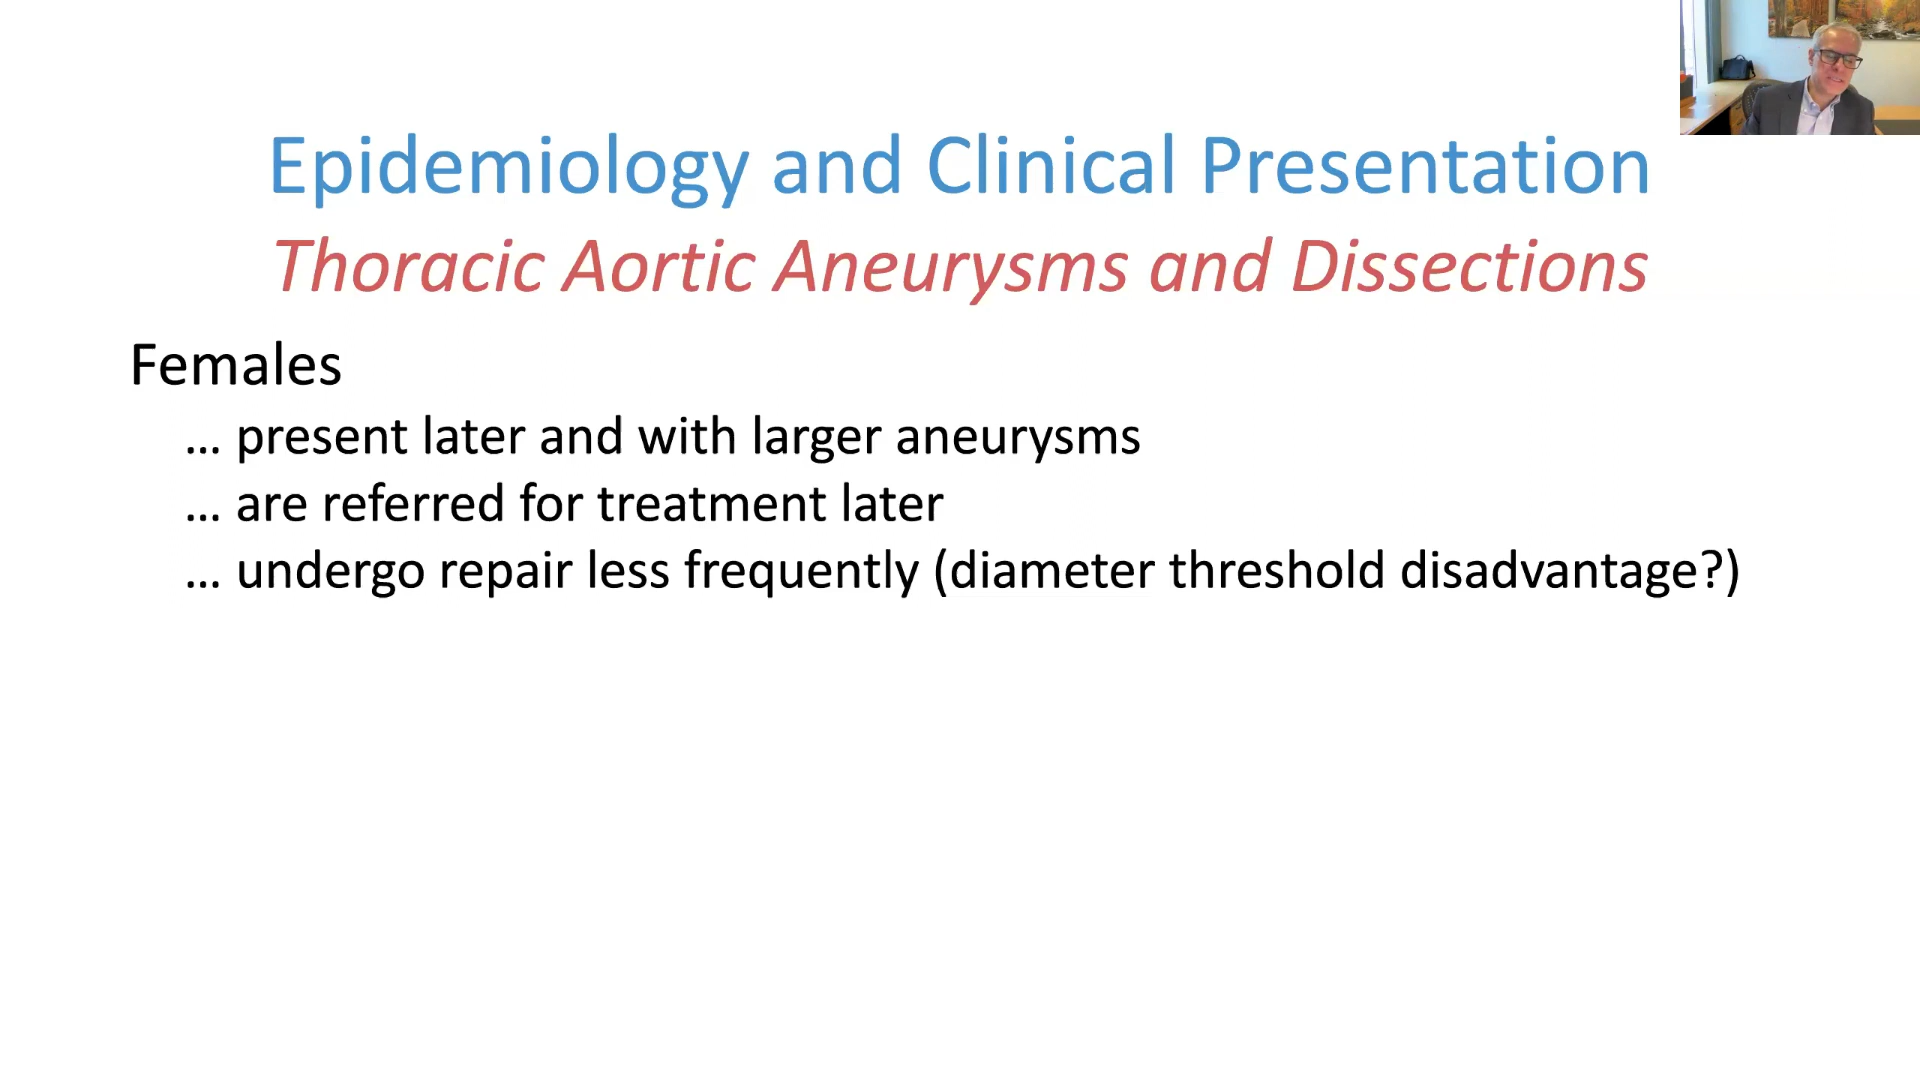 Epidemiology and Clinical Presentation
Thoracic Aortic Aneurysms and Dissections
Females
... present later and with larger aneurysms
... are referred for treatment later
... undergo repair less frequently (diameter threshold disadvantage?)